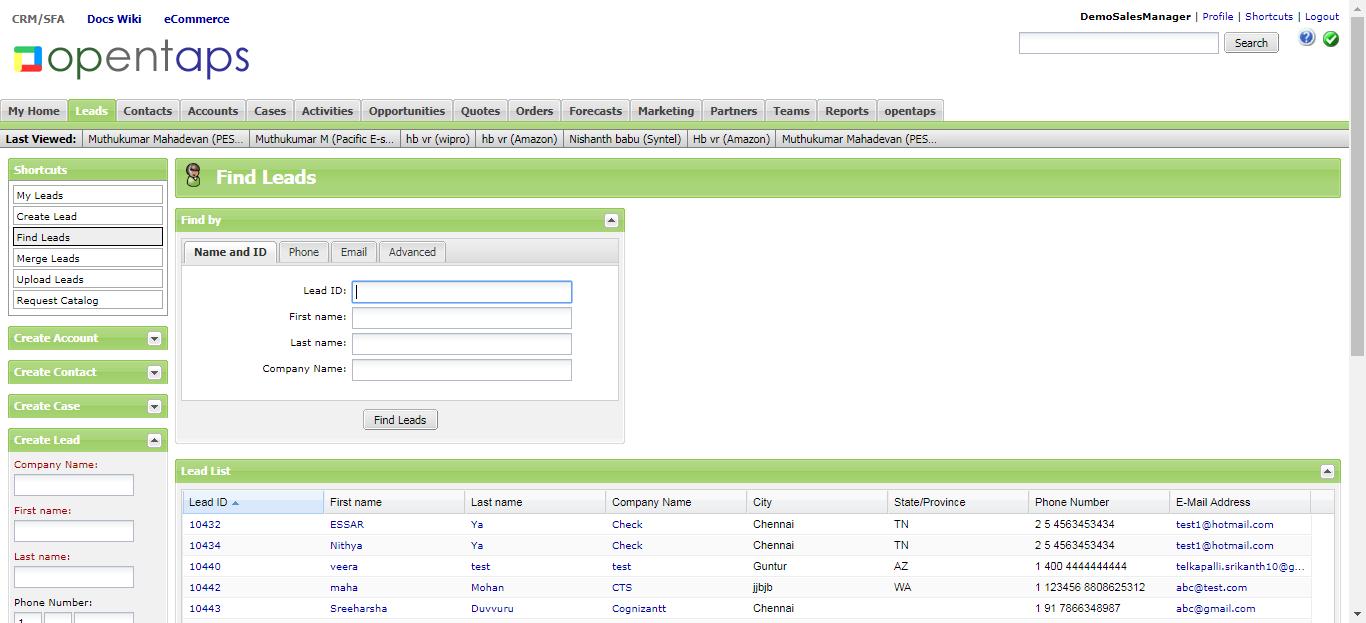 CRM/SFA Docs Wiki eCommerce
DemoSalesManager | Profile | Shortcuts | Logout
opentaps
Search
?
My Home Leads Contacts Accounts Cases Activities Opportunities Quotes Orders Forecasts Marketing Partners Teams Reports opentaps
Last Viewed: Muthukumar Mahadevan (PES... Muthukumar M (Pacific E-s... hb vr (wipro) hb vr (Amazon) Nishanth babu (Syntel) Hb vr (Amazon) Muthukumar Mahadevan (PES...
Shortcuts
My Leads
Create Lead
Find Leads
Merge Leads
Upload Leads
Request Catalog
Create Account
Create Contact
Create Case
Create Lead
Company Name:
First name:
Last name:
Phone Number:
1
Find Leads
Find by
Name and ID Phone Email Advanced
Lead ID:
First name:
Last name:
Company Name:
Find Leads
Lead List
Lead ID First name Last name Company Name City State/Province Phone Number E-Mail Address
10432 ESSAR Ya Check Chennai TN 2 5 4563453434 test1@hotmail.com
10434 Nithya Ya Check Chennai TN 2 5 4563453434 test1@hotmail.com
10440 veera test test Guntur AZ 1 400 4444444444 telkapalli.srikanth10@g...
10442 maha Mohan CTS jjbjb WA 1 123456 8808625312 abc@test.com
10443 Sreeharsha Duvvuru Cognizantt Chennai 1 91 7866348987 abc@gmail.com